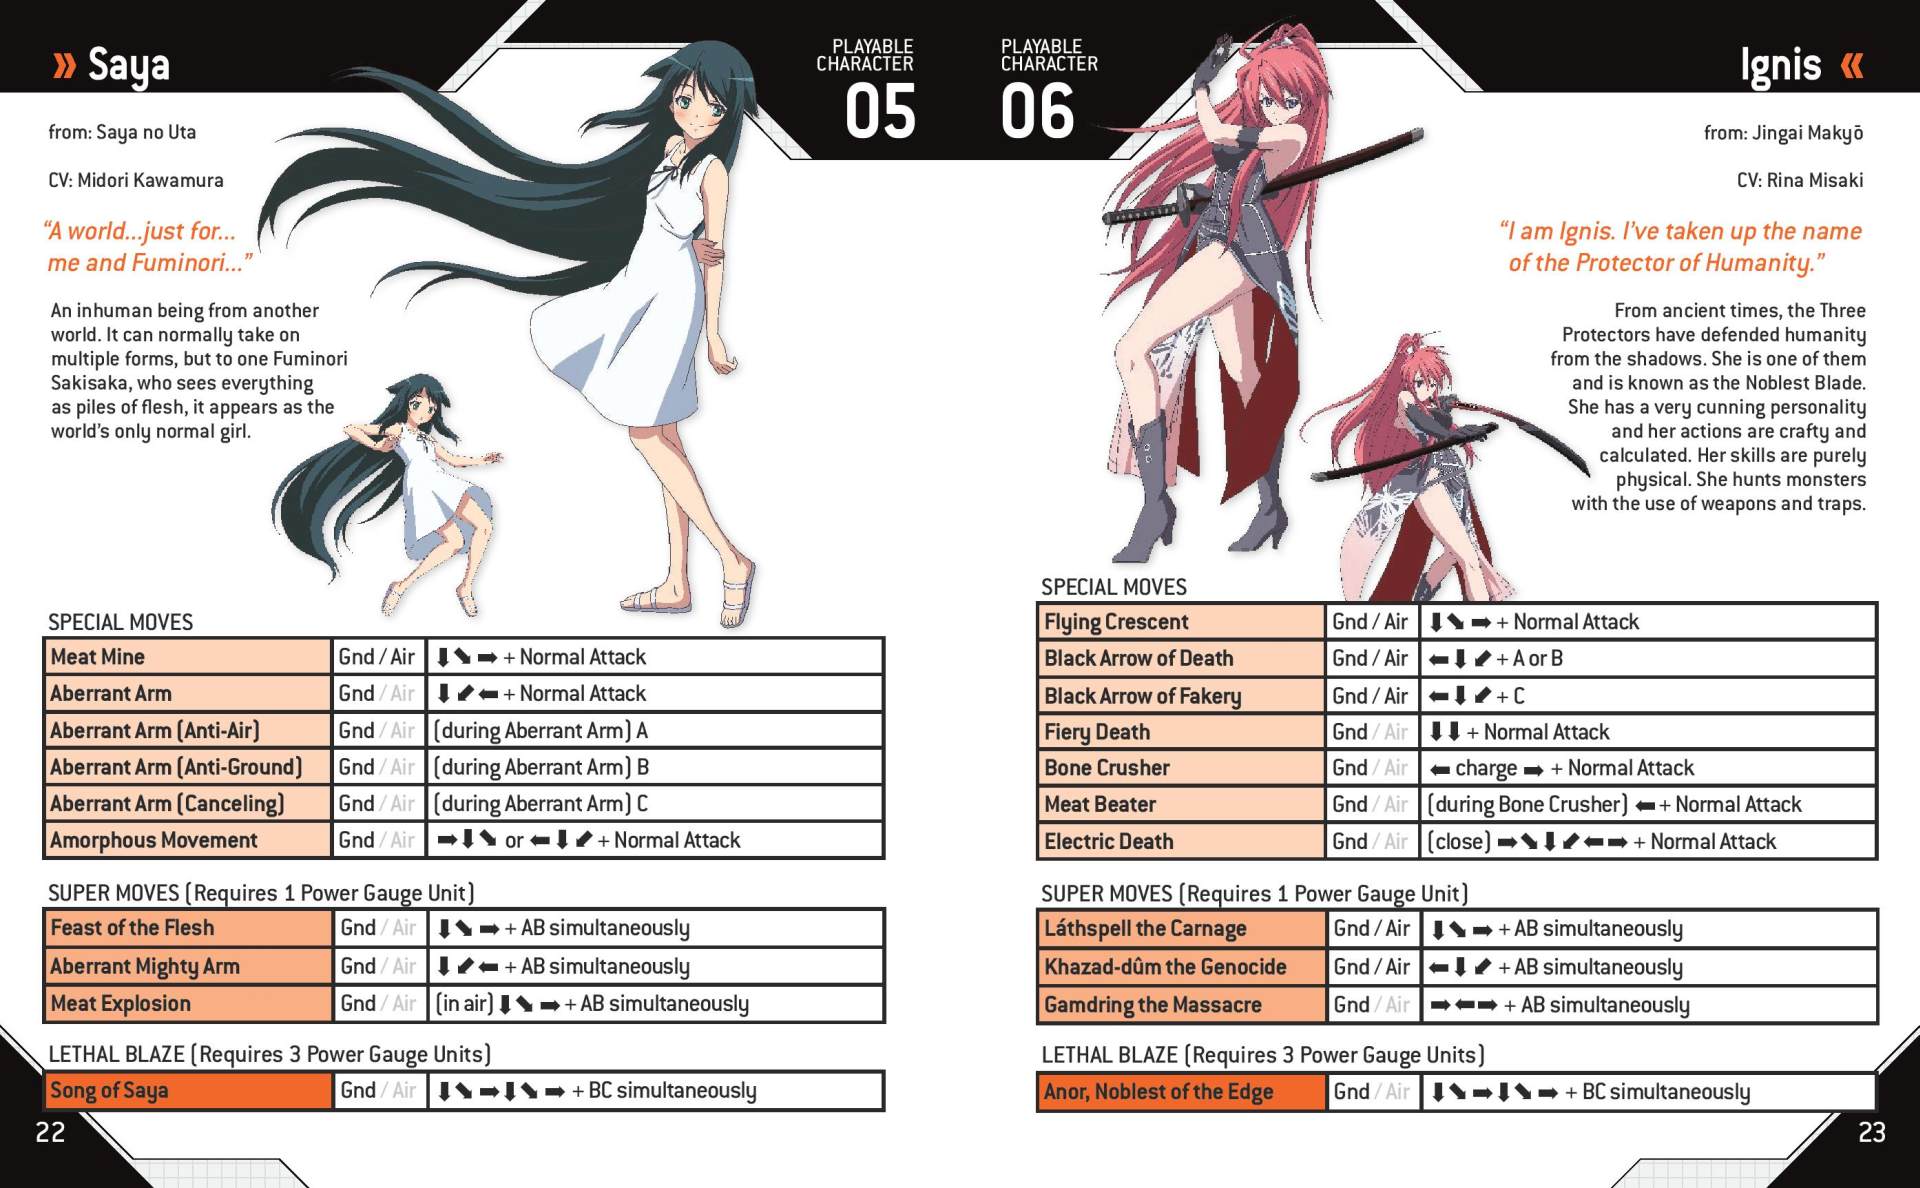 » Saya
PLAYABLE
CHARACTER
05
from: Saya no Uta
CV: Midori Kawamura
“A world...just for...
me and Fuminori...”
An inhuman being from another
world. It can normally take on
multiple forms, but to one Fuminori
Sakisaka, who sees everything
as piles of flesh, it appears as the
world’s only normal girl.
SPECIAL MOVES
Meat Mine Gnd / Air ⬇⬊➡ + Normal Attack
Aberrant Arm Gnd / Air ⬇⬋⬅ + Normal Attack
Aberrant Arm (Anti-Air) Gnd / Air (during Aberrant Arm) A
Aberrant Arm (Anti-Ground) Gnd / Air (during Aberrant Arm) B
Aberrant Arm (Canceling) Gnd / Air (during Aberrant Arm) C
Amorphous Movement Gnd / Air ➡⬇⬊ or ⬅⬇⬋ + Normal Attack
SUPER MOVES (Requires 1 Power Gauge Unit)
Feast of the Flesh Gnd / Air ⬇⬊➡ + AB simultaneously
Aberrant Mighty Arm Gnd / Air ⬇⬋⬅ + AB simultaneously
Meat Explosion Gnd / Air (in air) ⬇⬊➡ + AB simultaneously
LETHAL BLAZE (Requires 3 Power Gauge Units)
Song of Saya Gnd / Air ⬇⬊➡⬇⬊➡ + BC simultaneously
22
PLAYABLE
CHARACTER
06
Ignis «
from: Jingai Makyō
CV: Rina Misaki
“I am Ignis. I’ve taken up the name
of the Protector of Humanity.”
From ancient times, the Three
Protectors have defended humanity
from the shadows. She is one of them
and is known as the Noblest Blade.
She has a very cunning personality
and her actions are crafty and
calculated. Her skills are purely
physical. She hunts monsters
with the use of weapons and traps.
SPECIAL MOVES
Flying Crescent Gnd / Air ⬇⬊➡ + Normal Attack
Black Arrow of Death Gnd / Air ⬅⬇⬋ + A or B
Black Arrow of Fakery Gnd / Air ⬅⬇⬋ + C
Fiery Death Gnd / Air ⬇⬇ + Normal Attack
Bone Crusher Gnd / Air ⬅ charge ➡ + Normal Attack
Meat Beater Gnd / Air (during Bone Crusher) ⬅ + Normal Attack
Electric Death Gnd / Air (close) ➡⬊⬇⬋⬅➡ + Normal Attack
SUPER MOVES (Requires 1 Power Gauge Unit)
Láthspell the Carnage Gnd / Air ⬇⬊➡ + AB simultaneously
Khazad-dûm the Genocide Gnd / Air ⬅⬇⬋ + AB simultaneously
Gamdring the Massacre Gnd / Air ➡⬅➡ + AB simultaneously
LETHAL BLAZE (Requires 3 Power Gauge Units)
Anor, Noblest of the Edge Gnd / Air ⬇⬊➡⬇⬊➡ + BC simultaneously
23